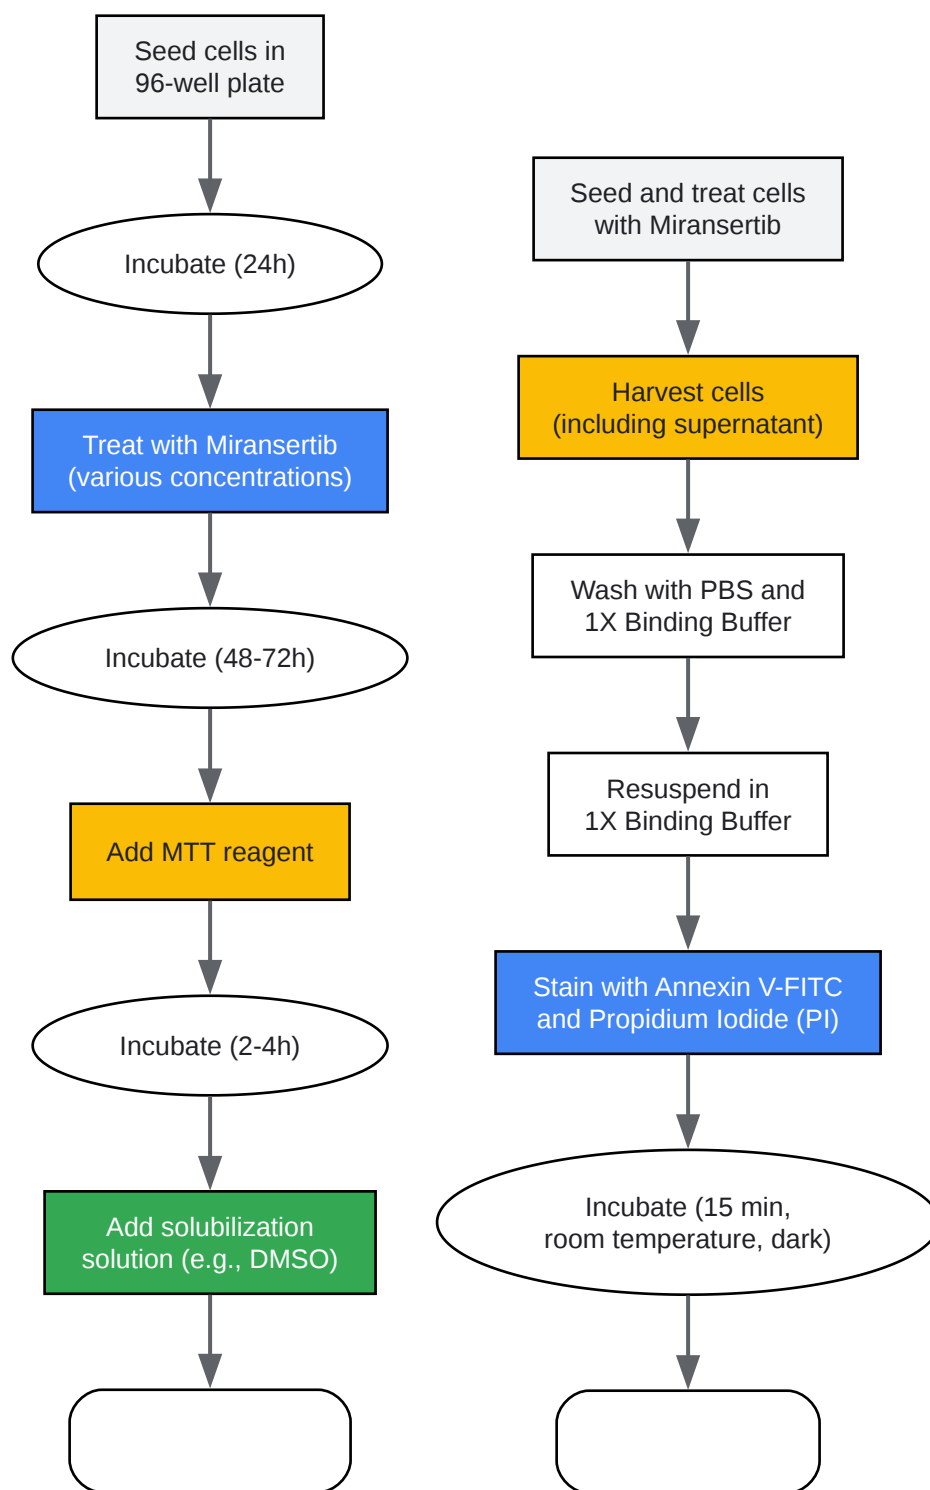 Seed cells in
96-well plate
Incubate (24h)
Treat with Miransertib
(various concentrations)
Incubate (48-72h)
Add MTT reagent
Incubate (2-4h)
Add solubilization
solution (e.g., DMSO)
Seed and treat cells
with Miransertib
Harvest cells
(including supernatant)
Wash with PBS and
1X Binding Buffer
Resuspend in
1X Binding Buffer
Stain with Annexin V-FITC
and Propidium Iodide (PI)
Incubate (15 min,
room temperature, dark)